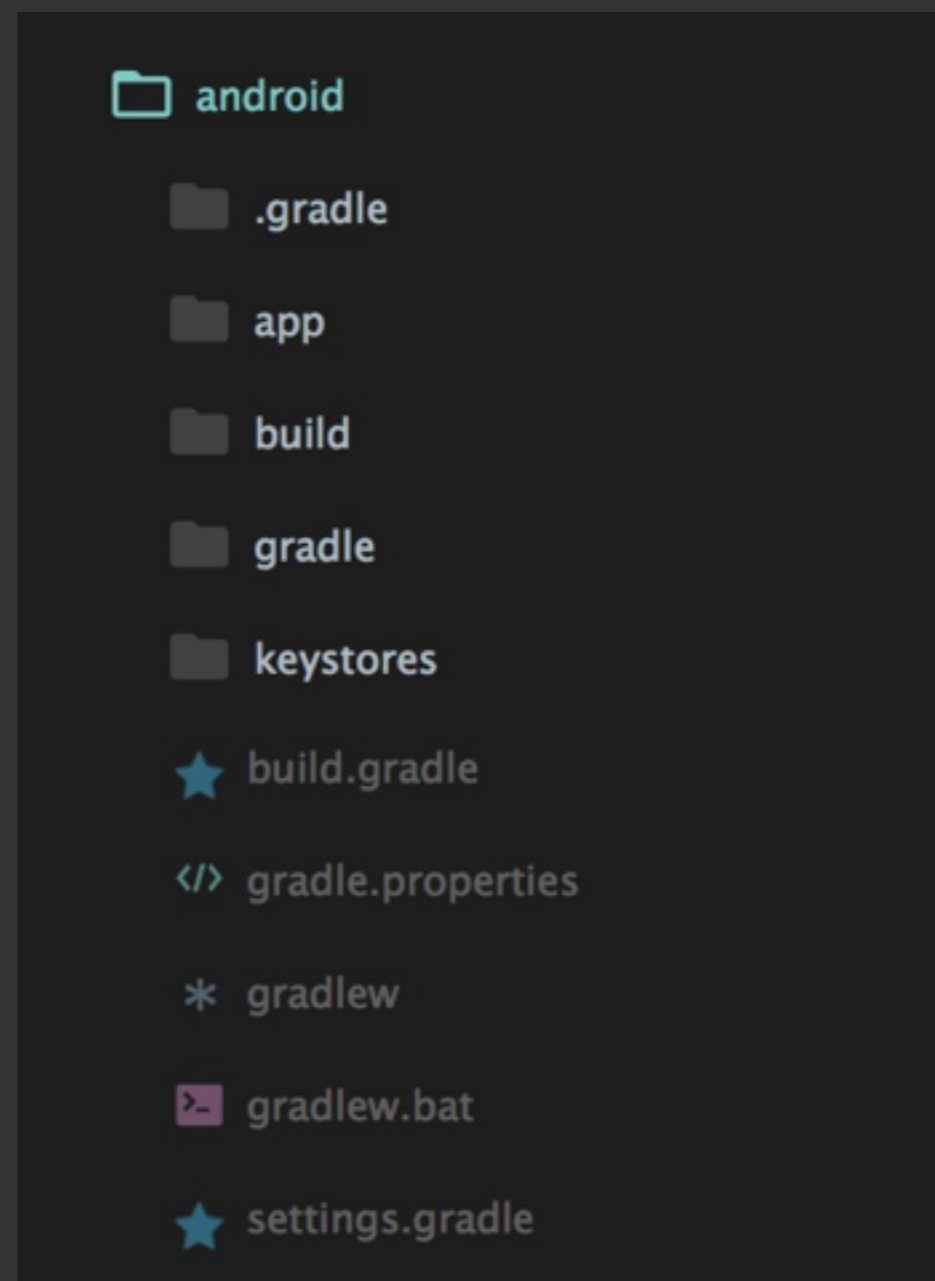 android
.gradle
app
build
gradle
keystores
build.gradle
gradle.properties
gradlew
gradlew.bat
settings.gradle